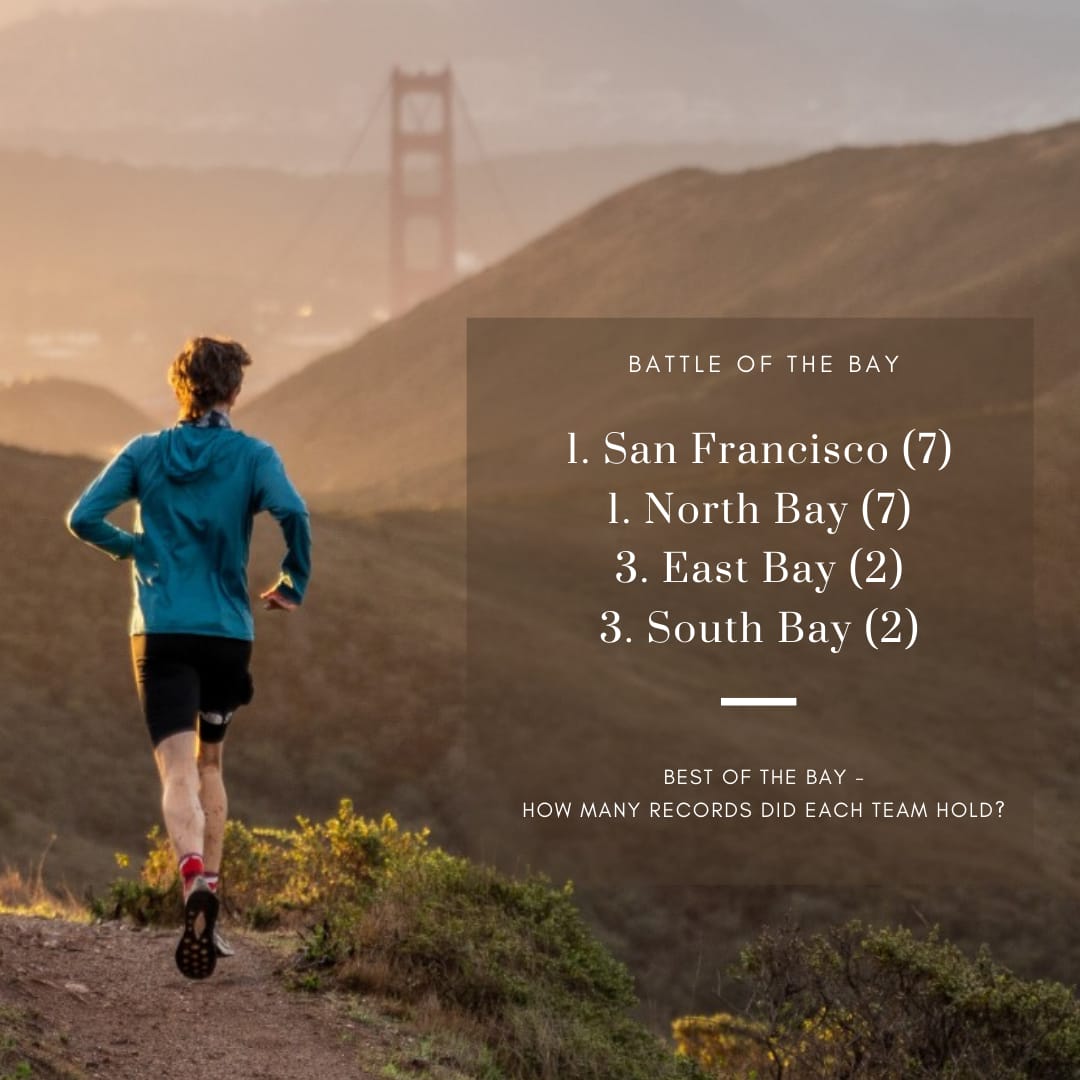 BATTLE OF THE BAY
1. San Francisco (7)
1. North Bay (7)
3. East Bay (2)
3. South Bay (2)
BEST OF THE BAY -
HOW MANY RECORDS DID EACH TEAM HOLD?